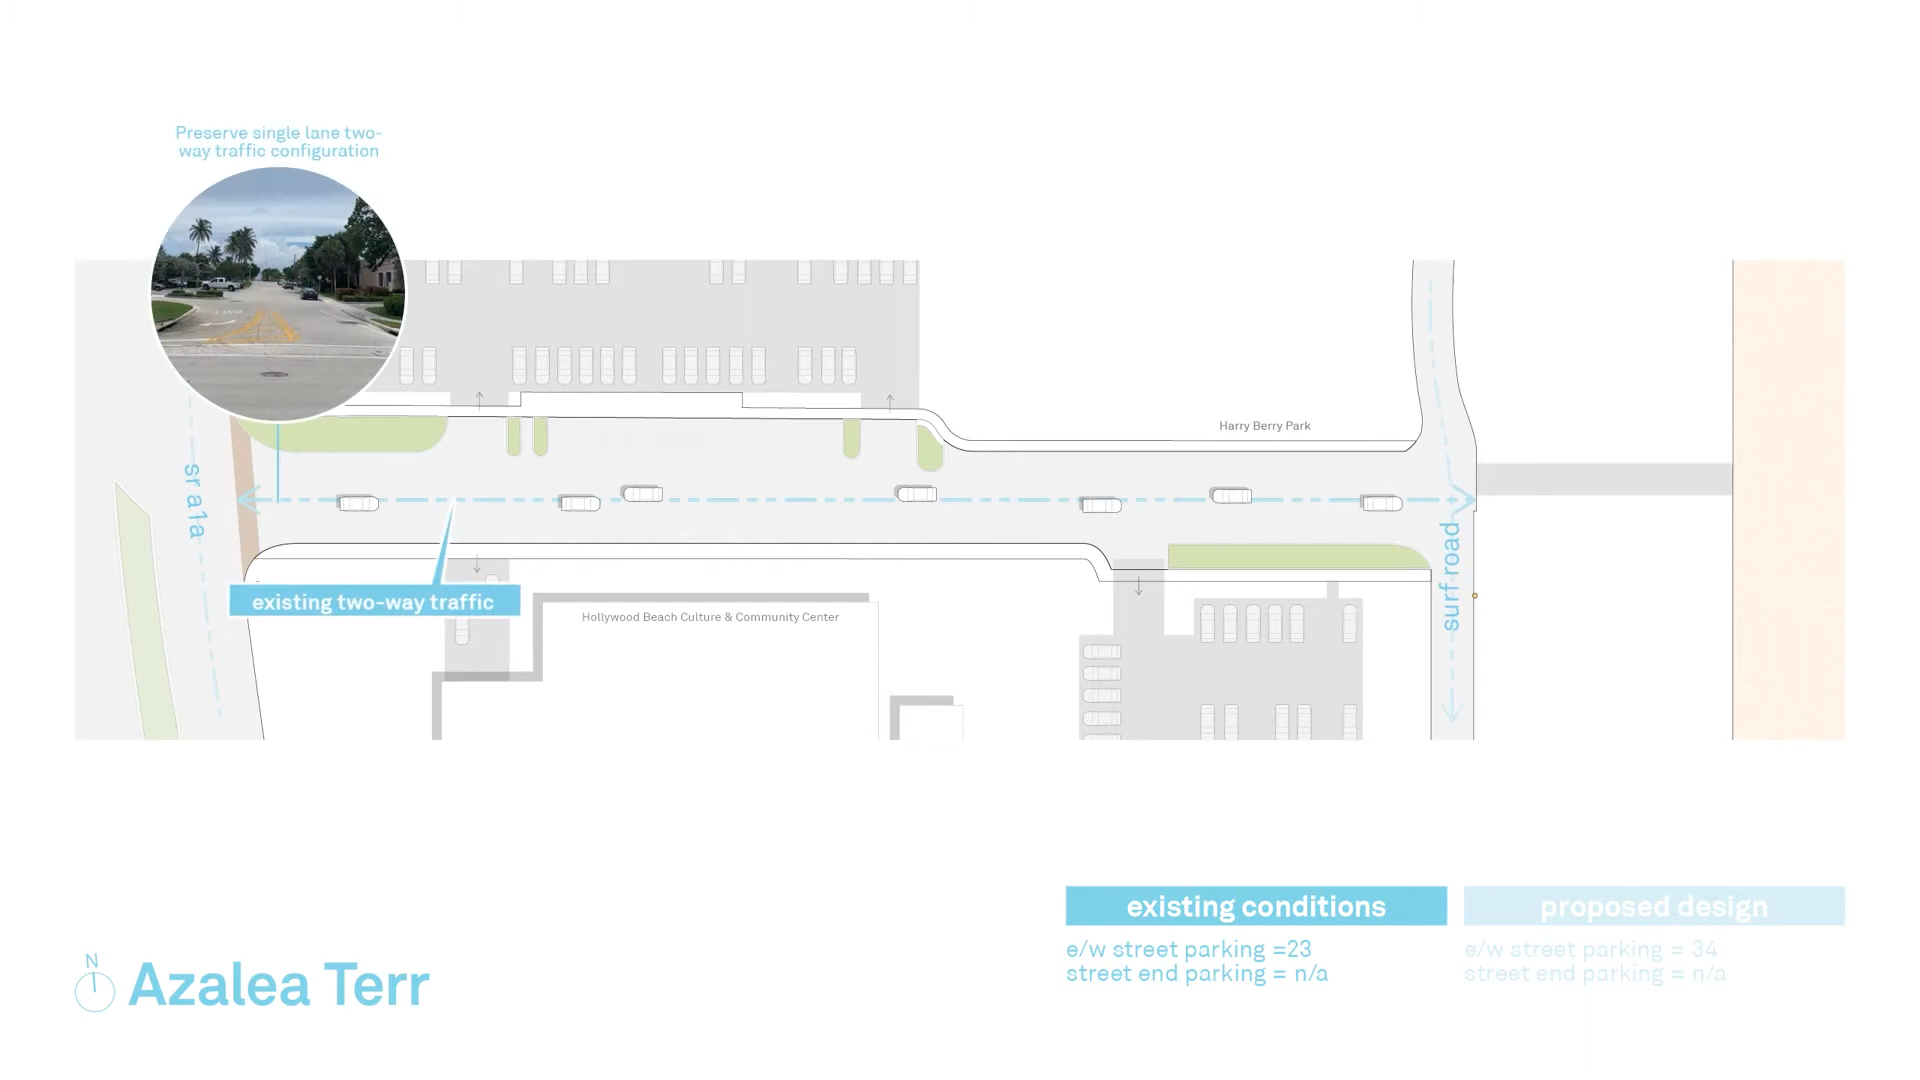 Preserve single lane two-
way traffic configuration
Harry Berry Park
sr a1a
surf road
existing two-way traffic
Hollywood Beach Culture & Community Center
existing conditions
e/w street parking =23
street end parking = n/a
proposed design
e/w street parking = 34
street end parking = n/a
N
Azalea Terr